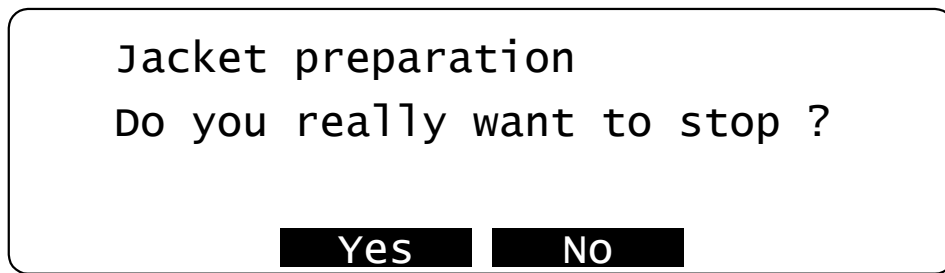 Jacket preparation
Do you really want to stop ?
Yes No